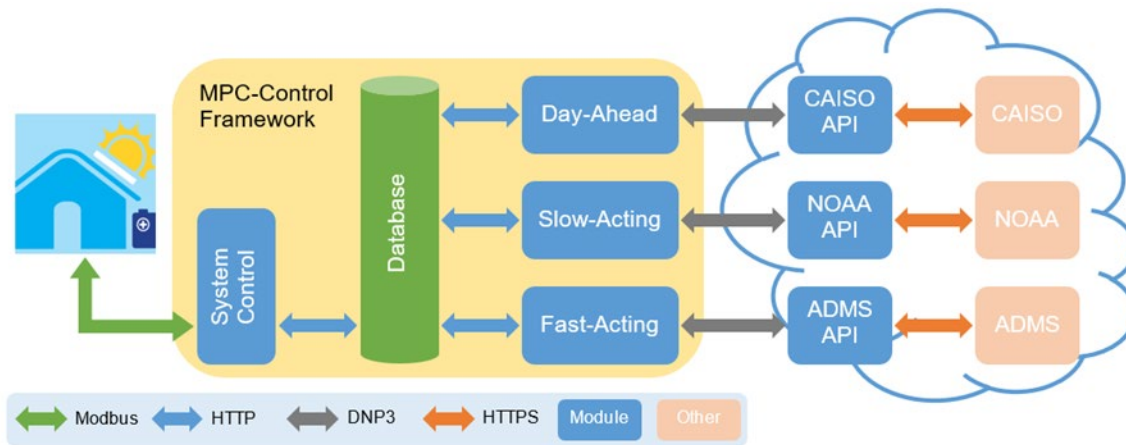 MPC-Control
Framework
System
Control
Database
Day-Ahead
Slow-Acting
Fast-Acting
CAISO
API
NOAA
API
ADMS
API
CAISO
NOAA
ADMS
Modbus
HTTP
DNP3
HTTPS
Module
Other